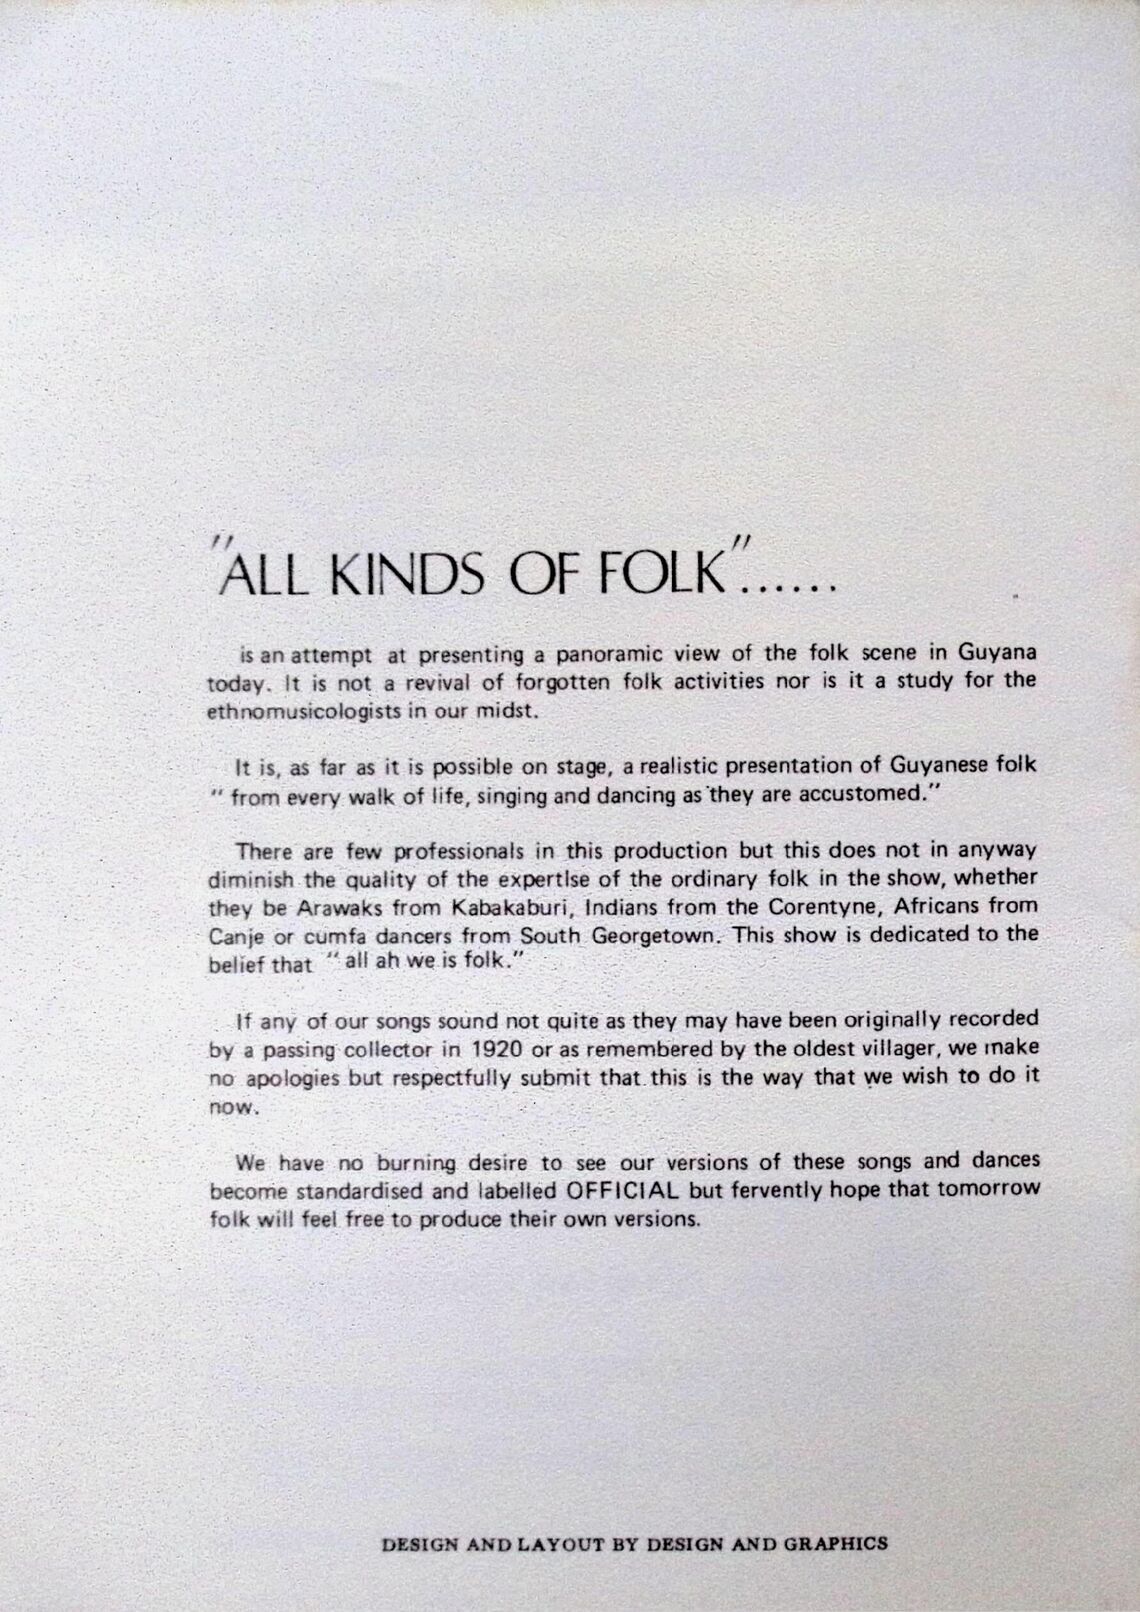 "ALL KINDS OF FOLK"......
is an attempt at presenting a panoramic view of the folk scene in Guyana
today. It is not a revival of forgotten folk activities nor is it a study for the
ethnomusicologists in our midst.
It is, as far as it is possible on stage, a realistic presentation of Guyanese folk
" from every walk of life, singing and dancing as they are accustomed."
There are few professionals in this production but this does not in anyway
diminish the quality of the expertise of the ordinary folk in the show, whether
they be Arawaks from Kabakaburi, Indians from the Corentyne, Africans from
Canje or cumfa dancers from South Georgetown. This show is dedicated to the
belief that " all ah we is folk."
If any of our songs sound not quite as they may have been originally recorded
by a passing collector in 1920 or as remembered by the oldest villager, we make
no apologies but respectfully submit that this is the way that we wish to do it
now.
We have no burning desire to see our versions of these songs and dances
become standardised and labelled OFFICIAL but fervently hope that tomorrow
folk will feel free to produce their own versions.
DESIGN AND LAYOUT BY DESIGN AND GRAPHICS